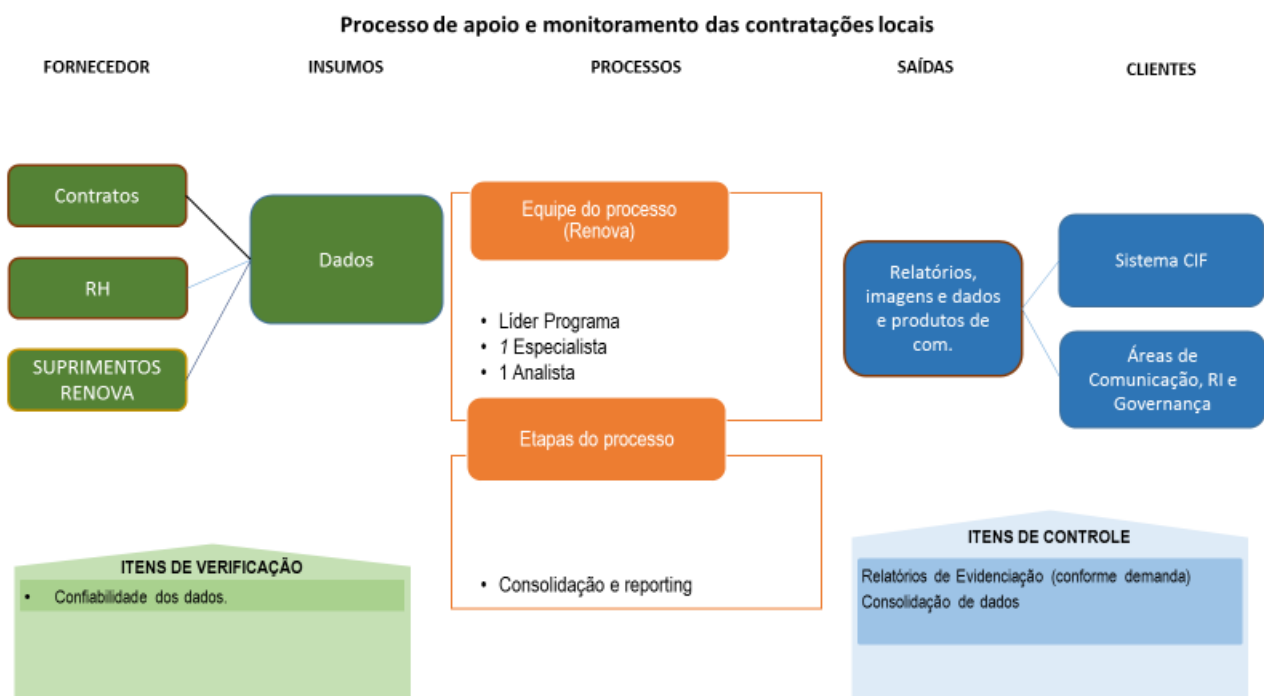 Processo de apoio e monitoramento das contratações locais
FORNECEDOR
INSUMOS
PROCESSOS
SAÍDAS
CLIENTES
Contratos
RH
SUPRIMENTOS
RENOVA
Dados
Equipe do processo
(Renova)
• Líder Programa
• 1 Especialista
• 1 Analista
Etapas do processo
• Consolidação e reporting
Relatórios,
imagens e dados
e produtos de
com.
Sistema CIF
Áreas de
Comunicação, RI e
Governança
ITENS DE VERIFICAÇÃO
• Confiabilidade dos dados.
ITENS DE CONTROLE
Relatórios de Evidenciação (conforme demanda)
Consolidação de dados